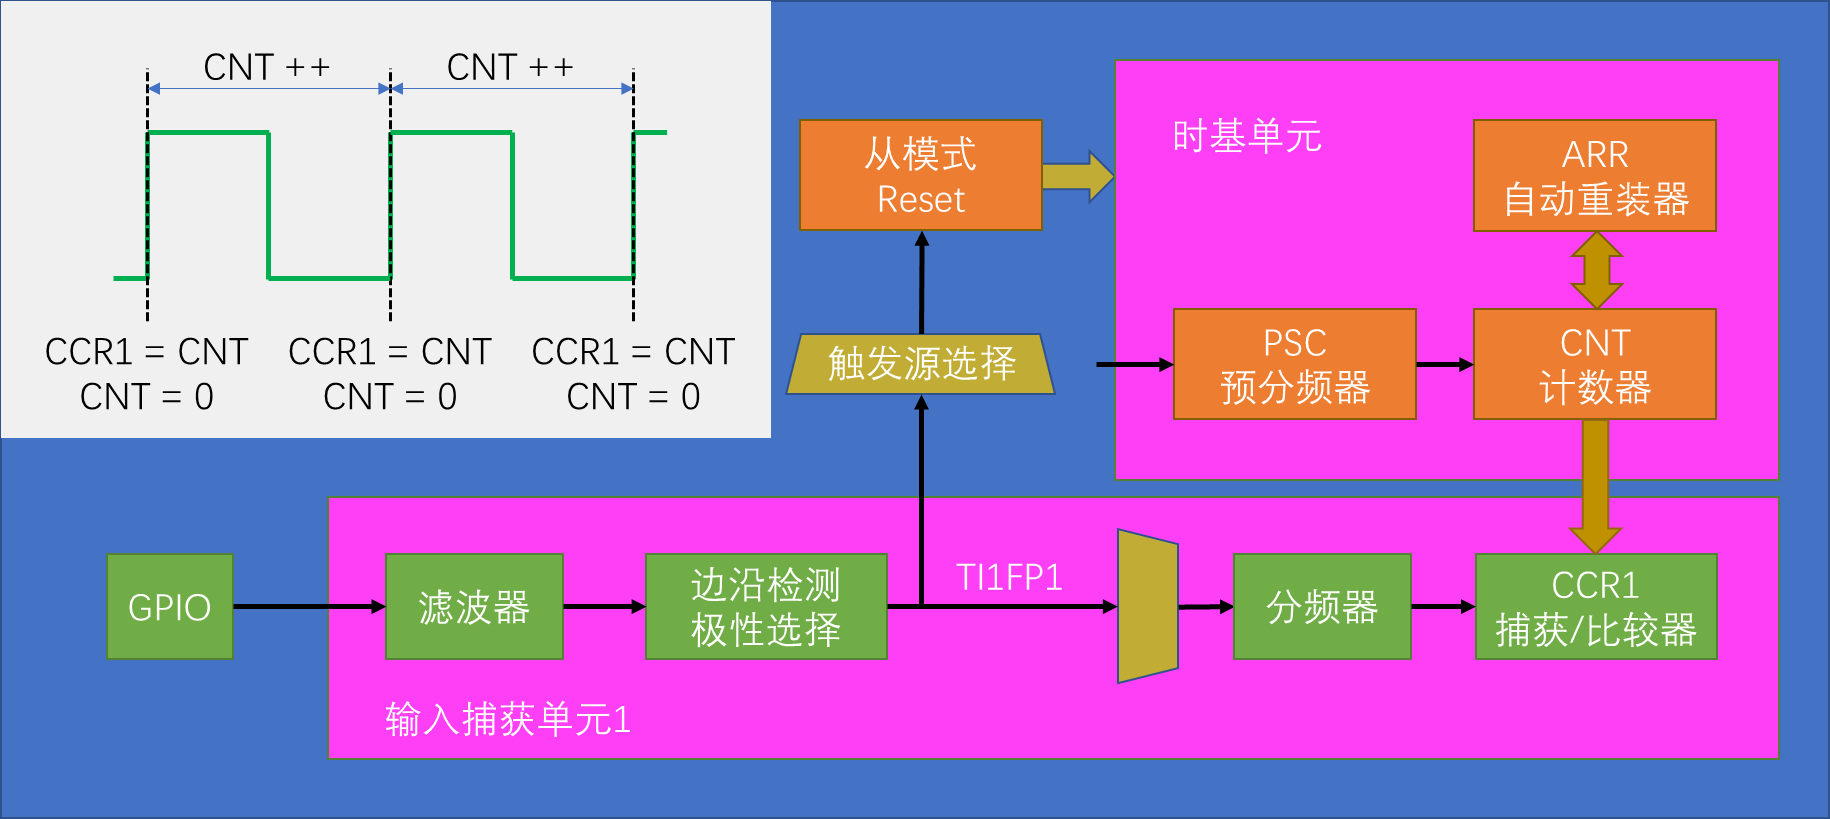 CNT ++
CNT ++
CCR1 = CNT
CNT = 0
CCR1 = CNT
CNT = 0
CCR1 = CNT
CNT = 0
从模式
Reset
时基单元
ARR
自动重装器
触发源选择
PSC
预分频器
CNT
计数器
GPIO
滤波器
边沿检测
极性选择
TI1FP1
分频器
CCR1
捕获/比较器
输入捕获单元1